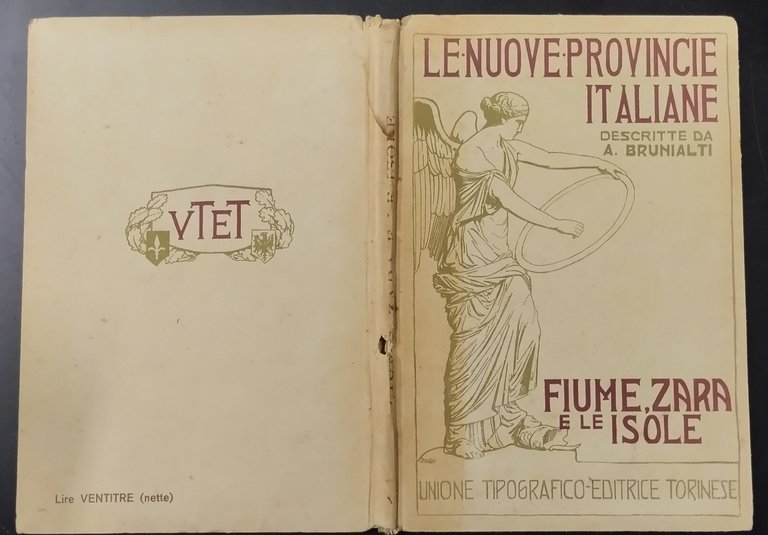 LE·NUOVE·PROVINCIE
ITALIANE
DESCRITTE DA
A. BRUNIALTI
FIUME, ZARA
E LE ISOLE
UNIONE TIPOGRAFICO-EDITRICE TORINESE
VTET
Lire VENTITRE (nette)